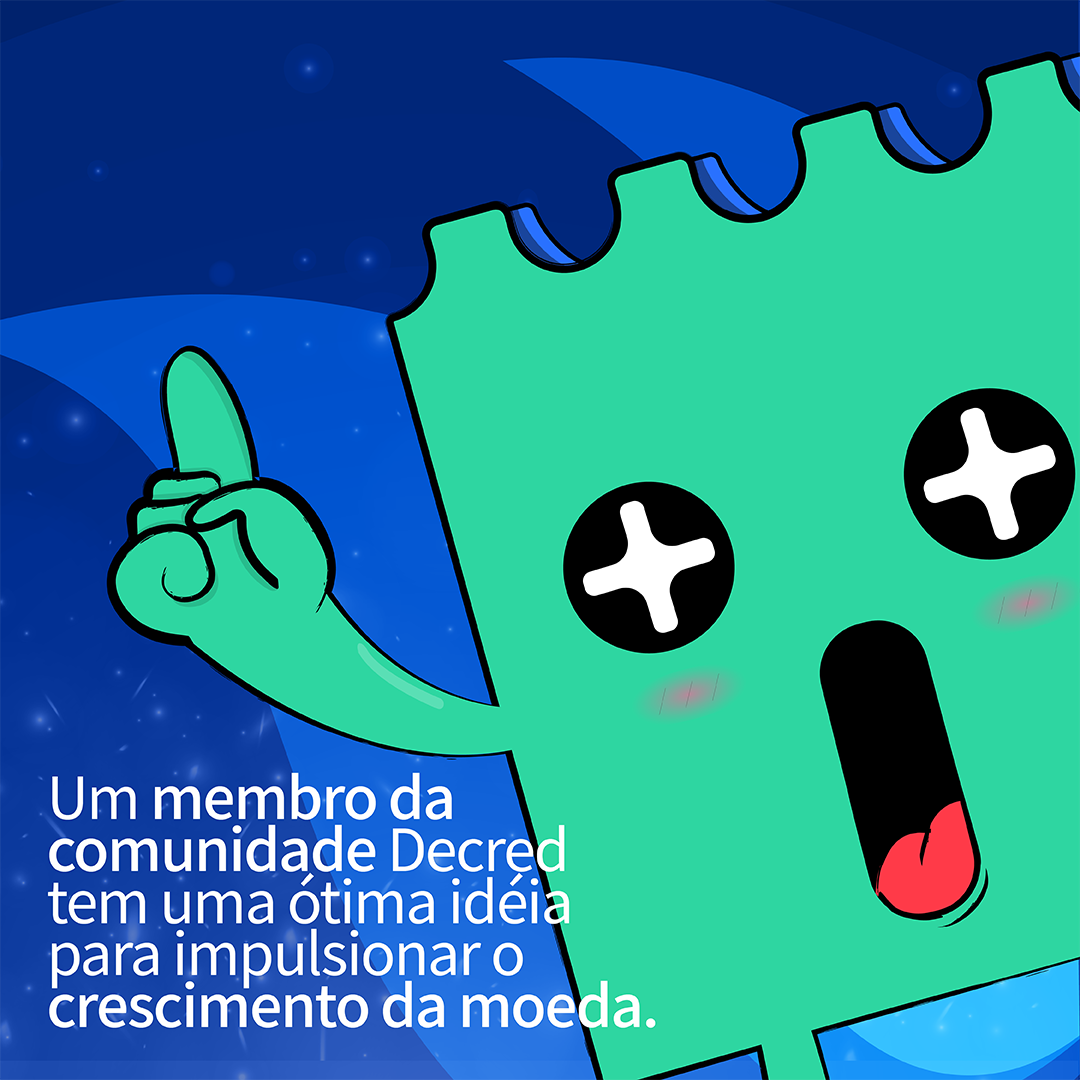 Um membro da
comunidade Decred
tem uma ótima idéia
para impulsionar o
crescimento da moeda.